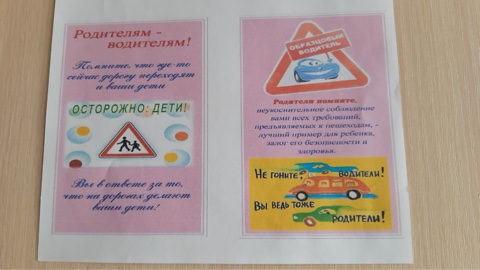 Родителям -
водителям!
Помните, что где-то
сейчас дорогу переходят
и ваши дети
ОСТОРОЖНО: ДЕТИ!
Вы в ответе за то,
что на дорогах делают
ваши дети!
ОБРАЗЦОВЫЙ
ВОДИТЕЛЬ
Родители помните,
неукоснительное соблюдение
вами всех требований,
предъявляемых к пешеходам, -
лучший пример для ребенка,
залог его безопасности и
здоровья.
НЕ ГОНИТЕ, ВОДИТЕЛИ!
ВЫ ВЕДЬ ТОЖЕ
РОДИТЕЛИ!